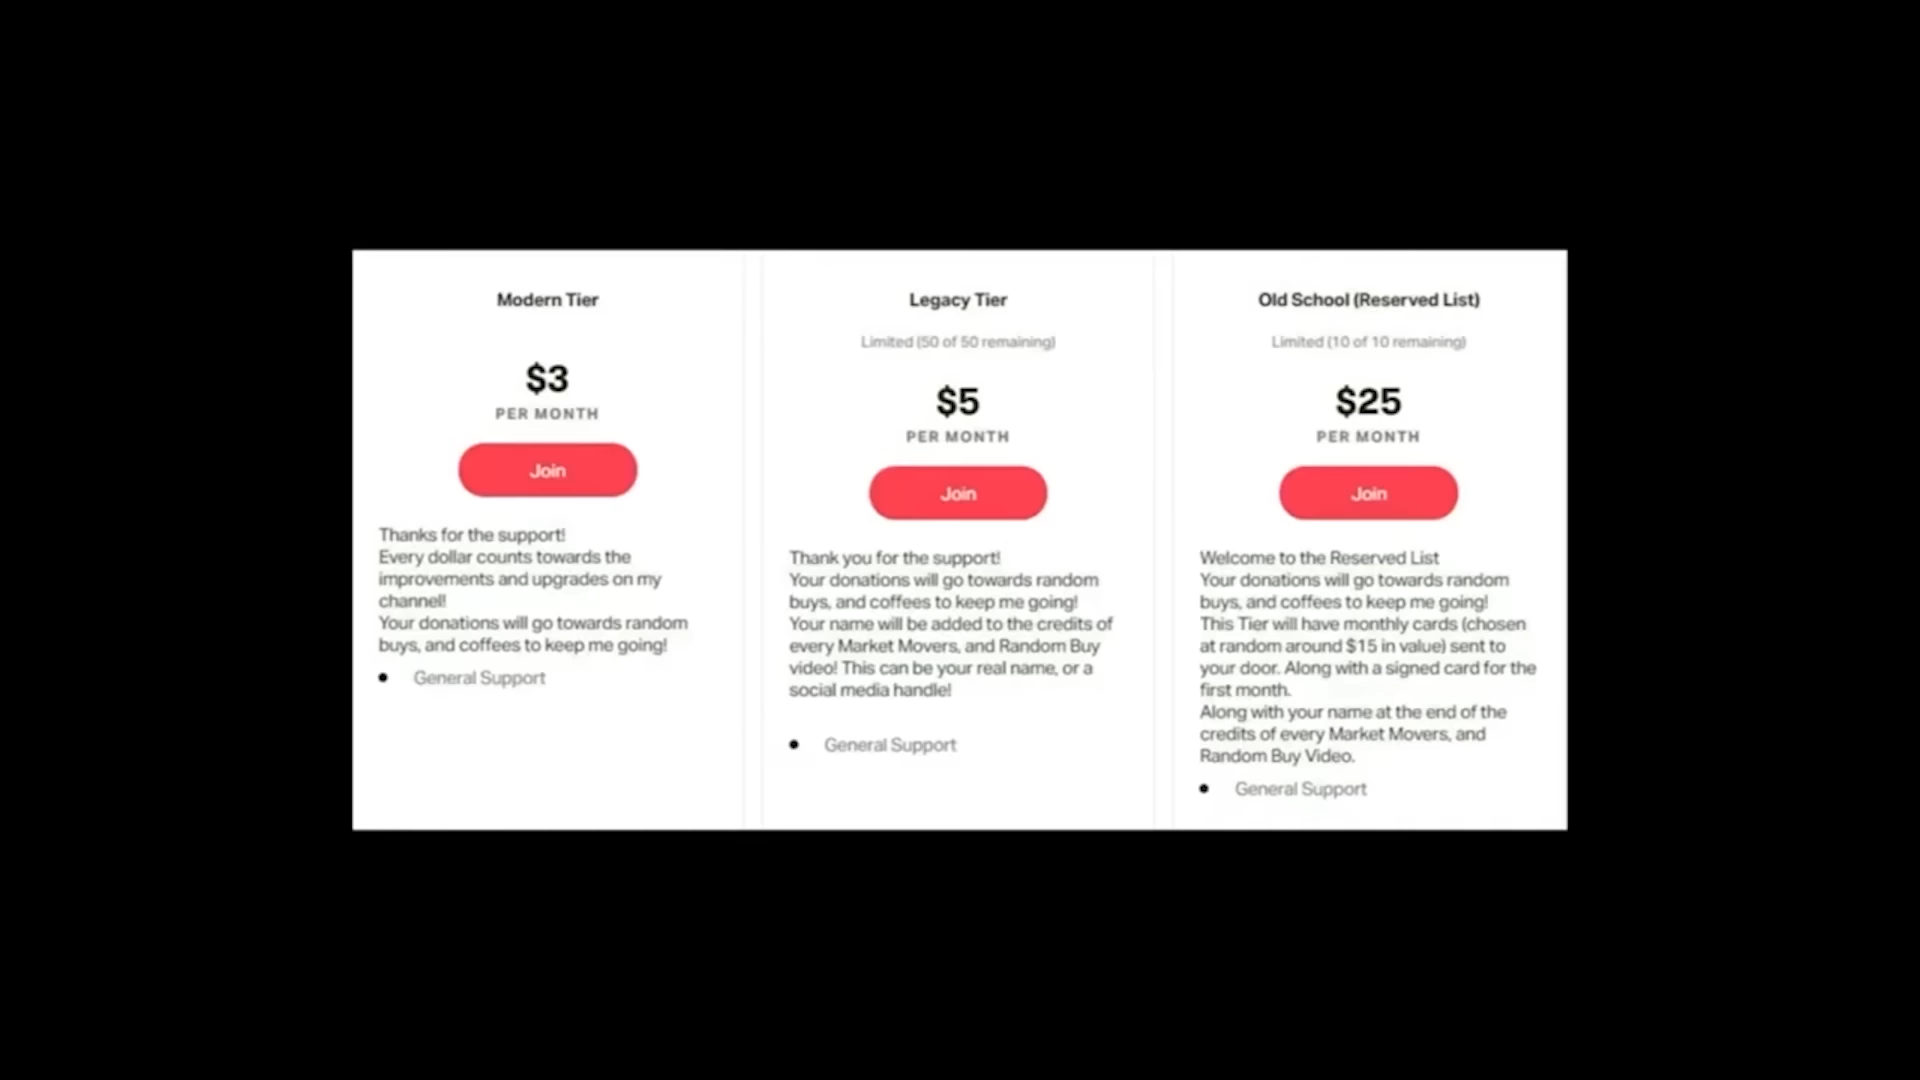 Modern Tier
$3
PER MONTH
Join
Thanks for the support!
Every dollar counts towards the
improvements and upgrades on my
channel!
Your donations will go towards random
buys, and coffees to keep me going!
• General Support
Legacy Tier
Limited (50 of 50 remaining)
$5
PER MONTH
Join
Thank you for the support!
Your donations will go towards random
buys, and coffees to keep me going!
Your name will be added to the credits of
every Market Movers, and Random Buy
video! This can be your real name, or a
social media handle!
• General Support
Old School (Reserved List)
Limited (10 of 10 remaining)
$25
PER MONTH
Join
Welcome to the Reserved List
Your donations will go towards random
buys, and coffees to keep me going!
This Tier will have monthly cards (chosen
at random around $15 in value) sent to
your door. Along with a signed card for the
first month.
Along with your name at the end of the
credits of every Market Movers, and
Random Buy Video.
• General Support